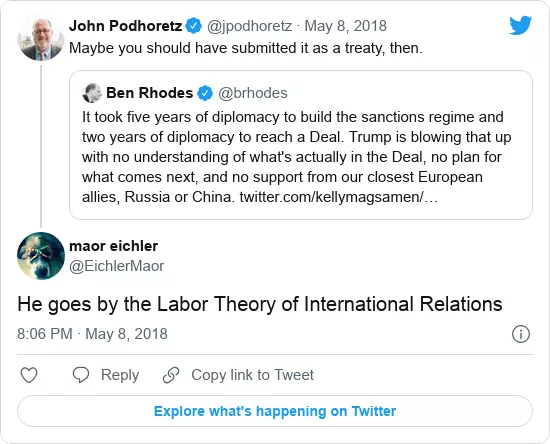 John Podhoretz @jpodhoretz · May 8, 2018
Maybe you should have submitted it as a treaty, then.
Ben Rhodes @brhodes
It took five years of diplomacy to build the sanctions regime and
two years of diplomacy to reach a Deal. Trump is blowing that up
with no understanding of what's actually in the Deal, no plan for
what comes next, and no support from our closest European
allies, Russia or China. twitter.com/kellymagsamen/…
maor eichler
@EichlerMaor
He goes by the Labor Theory of International Relations
8:06 PM · May 8, 2018
Reply
Copy link to Tweet
Explore what's happening on Twitter